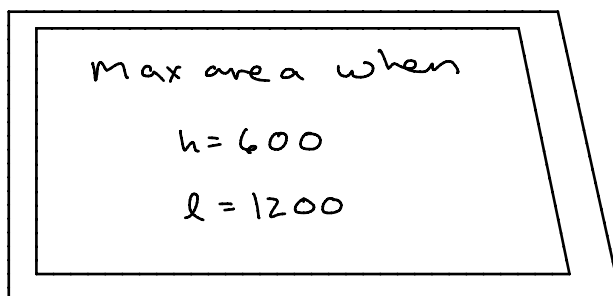 Max area when
h = 600
l = 1200